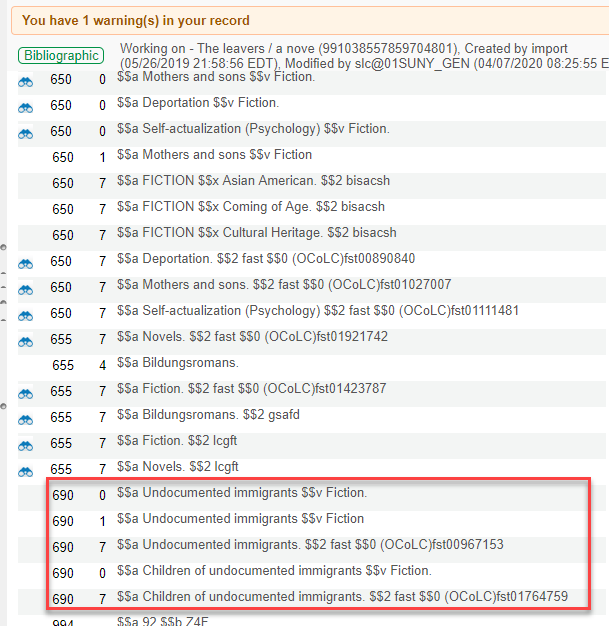 You have 1 warning(s) in your record
Bibliographic Working on - The leavers / a nove (991038557859704801), Created by import
(05/26/2019 21:58:56 EDT), Modified by slc@01SUNY_GEN (04/07/2020 08:25:55 E
650 0 $$a Mothers and sons $$v Fiction.
650 0 $$a Deportation $$v Fiction.
650 0 $$a Self-actualization (Psychology) $$v Fiction.
650 1 $$a Mothers and sons $$v Fiction
650 7 $$a FICTION $$x Asian American. $$2 bisacsh
650 7 $$a FICTION $$x Coming of Age. $$2 bisacsh
650 7 $$a FICTION $$x Cultural Heritage. $$2 bisacsh
650 7 $$a Deportation. $$2 fast $$0 (OCoLC)fst00890840
650 7 $$a Mothers and sons. $$2 fast $$0 (OCoLC)fst01027007
650 7 $$a Self-actualization (Psychology) $$2 fast $$0 (OCoLC)fst01111481
655 7 $$a Novels. $$2 fast $$0 (OCoLC)fst01921742
655 4 $$a Bildungsromans.
655 7 $$a Fiction. $$2 fast $$0 (OCoLC)fst01423787
655 7 $$a Bildungsromans. $$2 gsafd
655 7 $$a Fiction. $$2 lcgft
655 7 $$a Novels. $$2 lcgft
690 0 $$a Undocumented immigrants $$v Fiction.
690 1 $$a Undocumented immigrants $$v Fiction
690 7 $$a Undocumented immigrants. $$2 fast $$0 (OCoLC)fst00967153
690 0 $$a Children of undocumented immigrants $$v Fiction.
690 7 $$a Children of undocumented immigrants. $$2 fast $$0 (OCoLC)fst01764759
994 $$a 92 $$b Z4F